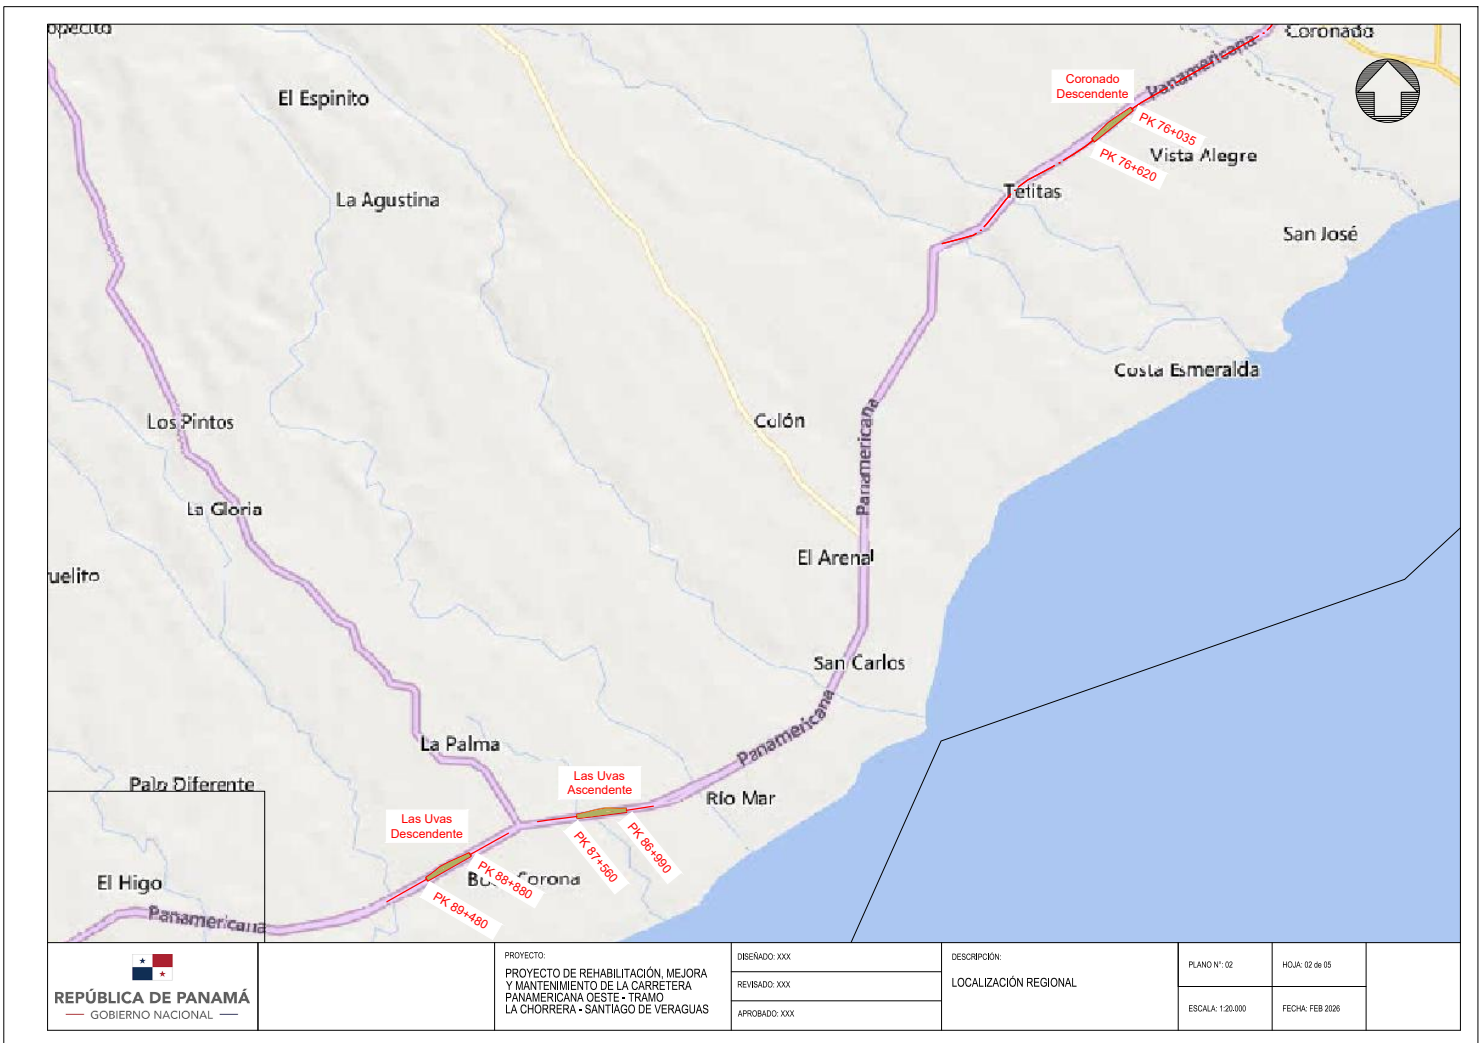 opecito
Coronado
El Espinito
Coronado
Descendente
Panamericana
PK 76+035
PK 76+620
Vista Alegre
La Agustina
Tetitas
San José
Costa Esmeralda
Los Pintos
Colón
Panamericana
La Gloria
El Arenal
uelito
San Carlos
Panamericana
La Palma
Palo Diferente
Las Uvas
Ascendente
Río Mar
Las Uvas
Descendente
PK 87+560
PK 86+990
El Higo
PK 88+880
PK 89+480
Corona
Panamericana
REPÚBLICA DE PANAMÁ
GOBIERNO NACIONAL
PROYECTO:
PROYECTO DE REHABILITACIÓN, MEJORA
Y MANTENIMIENTO DE LA CARRETERA
PANAMERICANA OESTE - TRAMO
LA CHORRERA - SANTIAGO DE VERAGUAS
DISEÑADO: XXX
REVISADO: XXX
APROBADO: XXX
DESCRIPCIÓN:
LOCALIZACIÓN REGIONAL
PLANO N°: 02
HOJA: 02 de 05
ESCALA: 1:20.000
FECHA: FEB 2026